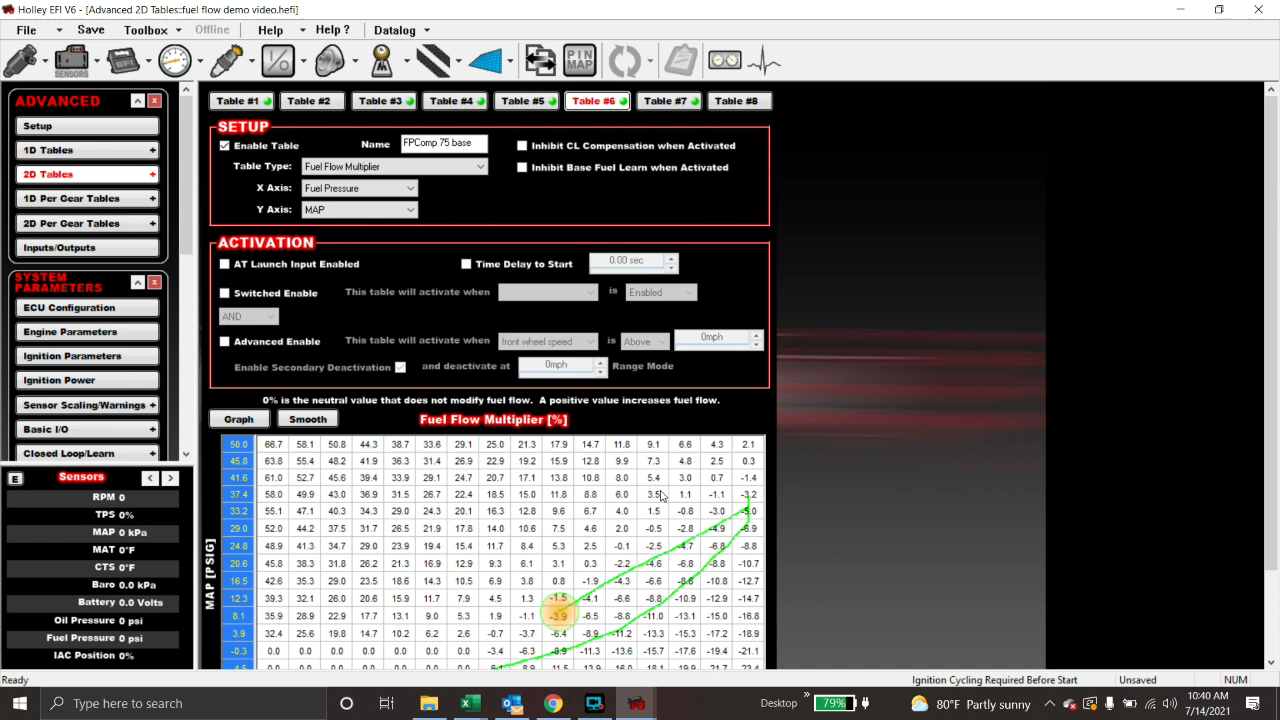 Holley EFI V6 - [Advanced 2D Tables::fuel flow demo video.hefi]
File Save Toolbox Offline Help Help ? Datalog
SENSORS EFI PIN MAP
ADVANCED
Setup
1D Tables +
2D Tables +
1D Per Gear Tables +
2D Per Gear Tables +
Inputs/Outputs
SYSTEM PARAMETERS
ECU Configuration
Engine Parameters
Ignition Parameters
Ignition Power
Sensor Scaling/Warnings +
Basic I/O +
Closed Loop/Learn +
E Sensors < >
RPM 0
TPS 0%
MAP 0 kPa
MAT 0°F
CTS 0°F
Baro 0.0 kPa
Battery 0.0 Volts
Oil Pressure 0 psi
Fuel Pressure 0 psi
IAC Position 0%
Table #1 Table #2 Table #3 Table #4 Table #5 Table #6 Table #7 Table #8
SETUP
Enable Table Name FPComp 75 base Inhibit CL Compensation when Activated
Table Type: Fuel Flow Multiplier Inhibit Base Fuel Learn when Activated
X Axis: Fuel Pressure
Y Axis: MAP
ACTIVATION
AT Launch Input Enabled Time Delay to Start 0.00 sec
Switched Enable This table will activate when is Enabled
AND
Advanced Enable This table will activate when front wheel speed is Above 0mph
Enable Secondary Deactivation and deactivate at 0mph Range Mode
0% is the neutral value that does not modify fuel flow. A positive value increases fuel flow.
Graph Smooth Fuel Flow Multiplier [%]
MAP [PSIG]
50.0 66.7 58.1 50.8 44.3 38.7 33.6 29.1 25.0 21.3 17.9 14.7 11.8 9.1 6.6 4.3 2.1
45.8 63.8 55.4 48.2 41.9 36.3 31.4 26.9 22.9 19.2 15.9 12.8 9.9 7.3 4.8 2.5 0.3
41.6 61.0 52.7 45.6 39.4 33.9 29.1 24.7 20.7 17.1 13.8 10.8 8.0 5.4 3.0 0.7 -1.4
37.4 58.0 49.9 43.0 36.9 31.5 26.7 22.4 18.5 15.0 11.8 8.8 6.0 3.5 1.1 -1.1 -3.2
33.2 55.1 47.1 40.3 34.3 29.0 24.3 20.1 16.3 12.8 9.6 6.7 4.0 1.5 -0.8 -3.0 -5.0
29.0 52.0 44.2 37.5 31.7 26.5 21.9 17.8 14.0 10.6 7.5 4.6 2.0 -0.5 -2.8 -4.9 -6.9
24.8 48.9 41.3 34.7 29.0 23.9 19.4 15.4 11.7 8.4 5.3 2.5 -0.1 -2.5 -4.7 -6.8 -8.8
20.6 45.8 38.3 31.8 26.2 21.3 16.9 12.9 9.3 6.1 3.1 0.3 -2.2 -4.6 -6.8 -8.8 -10.7
16.5 42.6 35.3 29.0 23.5 18.6 14.3 10.5 6.9 3.8 0.8 -1.9 -4.3 -6.6 -8.8 -10.8 -12.7
12.3 39.3 32.1 26.0 20.6 15.9 11.7 7.9 4.5 1.3 -1.5 -4.1 -6.6 -8.8 -10.9 -12.9 -14.7
8.1 35.9 28.9 22.9 17.7 13.1 9.0 5.3 1.9 -1.1 -3.9 -6.5 -8.8 -11.0 -13.1 -15.0 -16.8
3.9 32.4 25.6 19.8 14.7 10.2 6.2 2.6 -0.7 -3.7 -6.4 -8.9 -11.2 -13.3 -15.3 -17.2 -18.9
-0.3 0.0 0.0 0.0 0.0 0.0 0.0 0.0 -3.4 -6.3 -8.9 -11.3 -13.6 -15.7 -17.6 -19.4 -21.1
Ready Ignition Cycling Required Before Start Unsaved NUM
Type here to search Desktop 79% 80°F Partly sunny 10:40 AM
7/14/2021